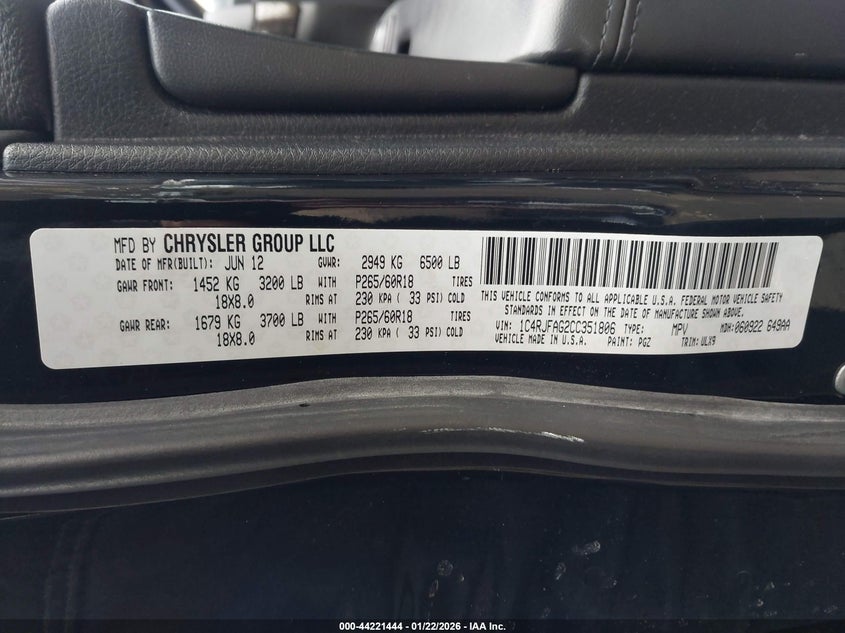 MFD BY CHRYSLER GROUP LLC
DATE OF MFR(BUILT): JUN 12 GVWR: 2949 KG 6500 LB
GAWR FRONT: 1452 KG 3200 LB WITH P265/60R18 TIRES
18X8.0 RIMS AT 230 KPA ( 33 PSI) COLD
GAWR REAR: 1679 KG 3700 LB WITH P265/60R18 TIRES
18X8.0 RIMS AT 230 KPA ( 33 PSI) COLD
THIS VEHICLE CONFORMS TO ALL APPLICABLE U.S.A. FEDERAL MOTOR VEHICLE SAFETY
STANDARDS IN EFFECT ON THE DATE OF MANUFACTURE SHOWN ABOVE.
VIN: 1C4RJFAG2CC351806 TYPE: MPV MDH:060922 649AA
VEHICLE MADE IN U.S.A. PAINT: PGZ TRIM: ULX9
000-44221444 - 01/22/2026 - IAA Inc.